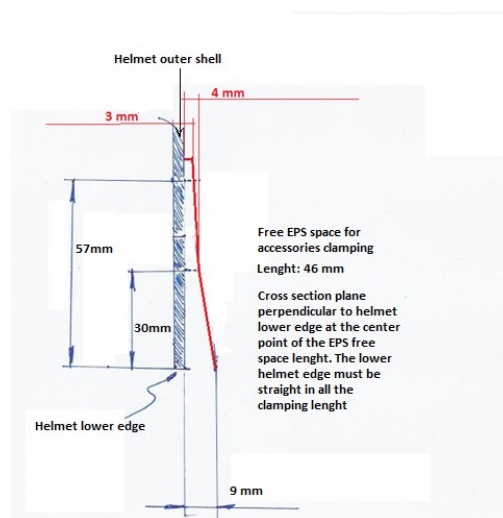 Helmet outer shell
4 mm
3 mm
57mm
Free EPS space for
accessories clamping
Lenght: 46 mm
Cross section plane
perpendicular to helmet
lower edge at the center
point of the EPS free
space lenght. The lower
helmet edge must be
straight in all the
clamping lenght
30mm
Helmet lower edge
9 mm